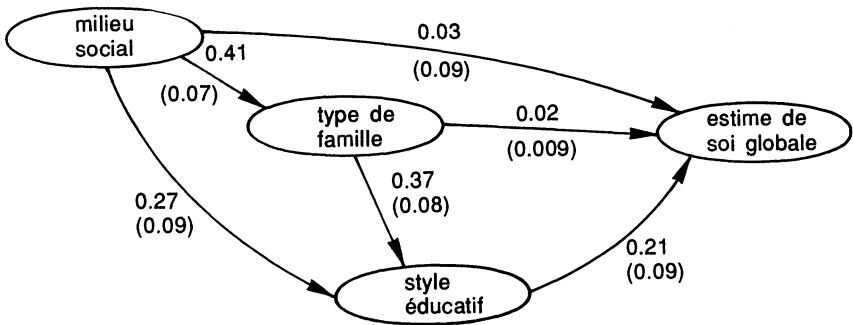 milieu
social
0.41
(0.07)
0.03
(0.09)
type de
famille
0.02
(0.009)
estime de
soi globale
0.27
(0.09)
0.37
(0.08)
0.21
(0.09)
style
éducatif